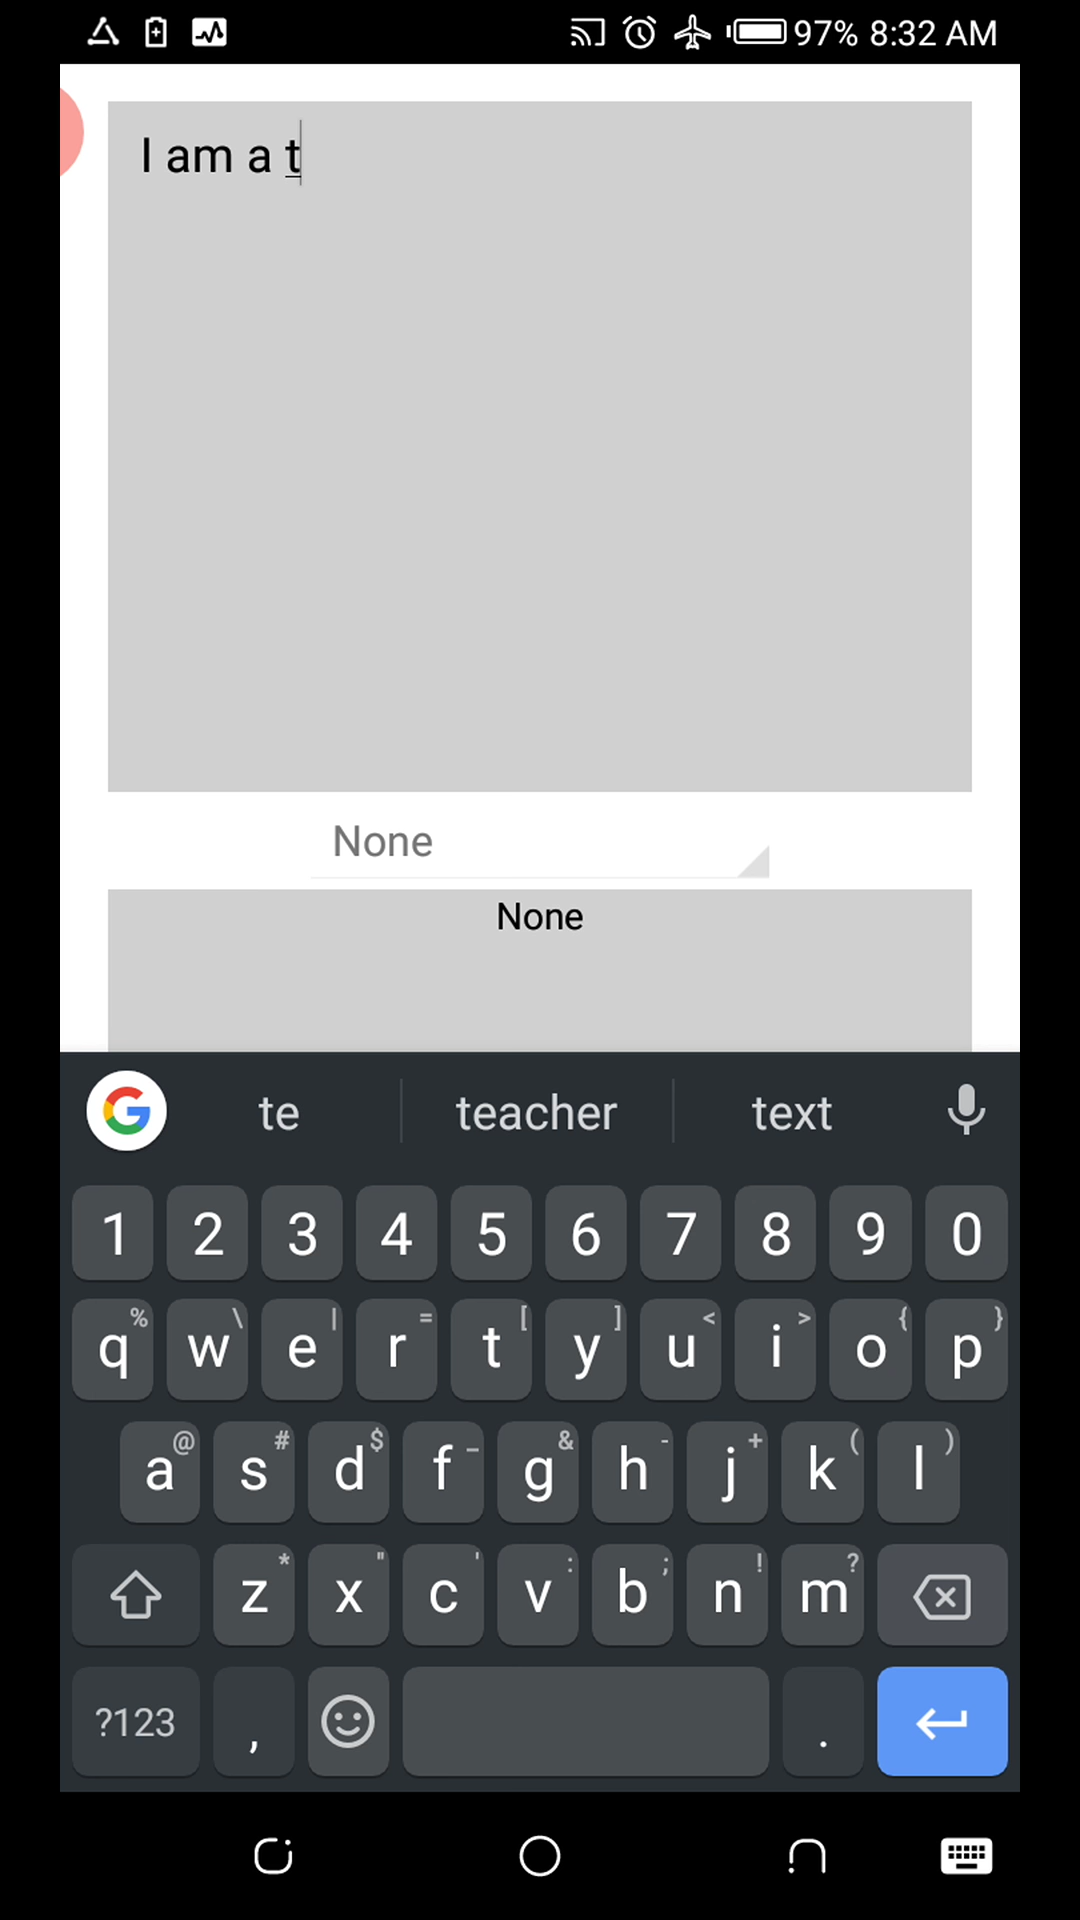 97% 8:32 AM
I am a t
None
None
te teacher text
1 2 3 4 5 6 7 8 9 0
q % w \ e | r = t [ y ] u < i > o { p }
a @ s # d $ f _ g & h - j + k ( l )
z * x " c ' v : b ; n ! m ?
?123 , .